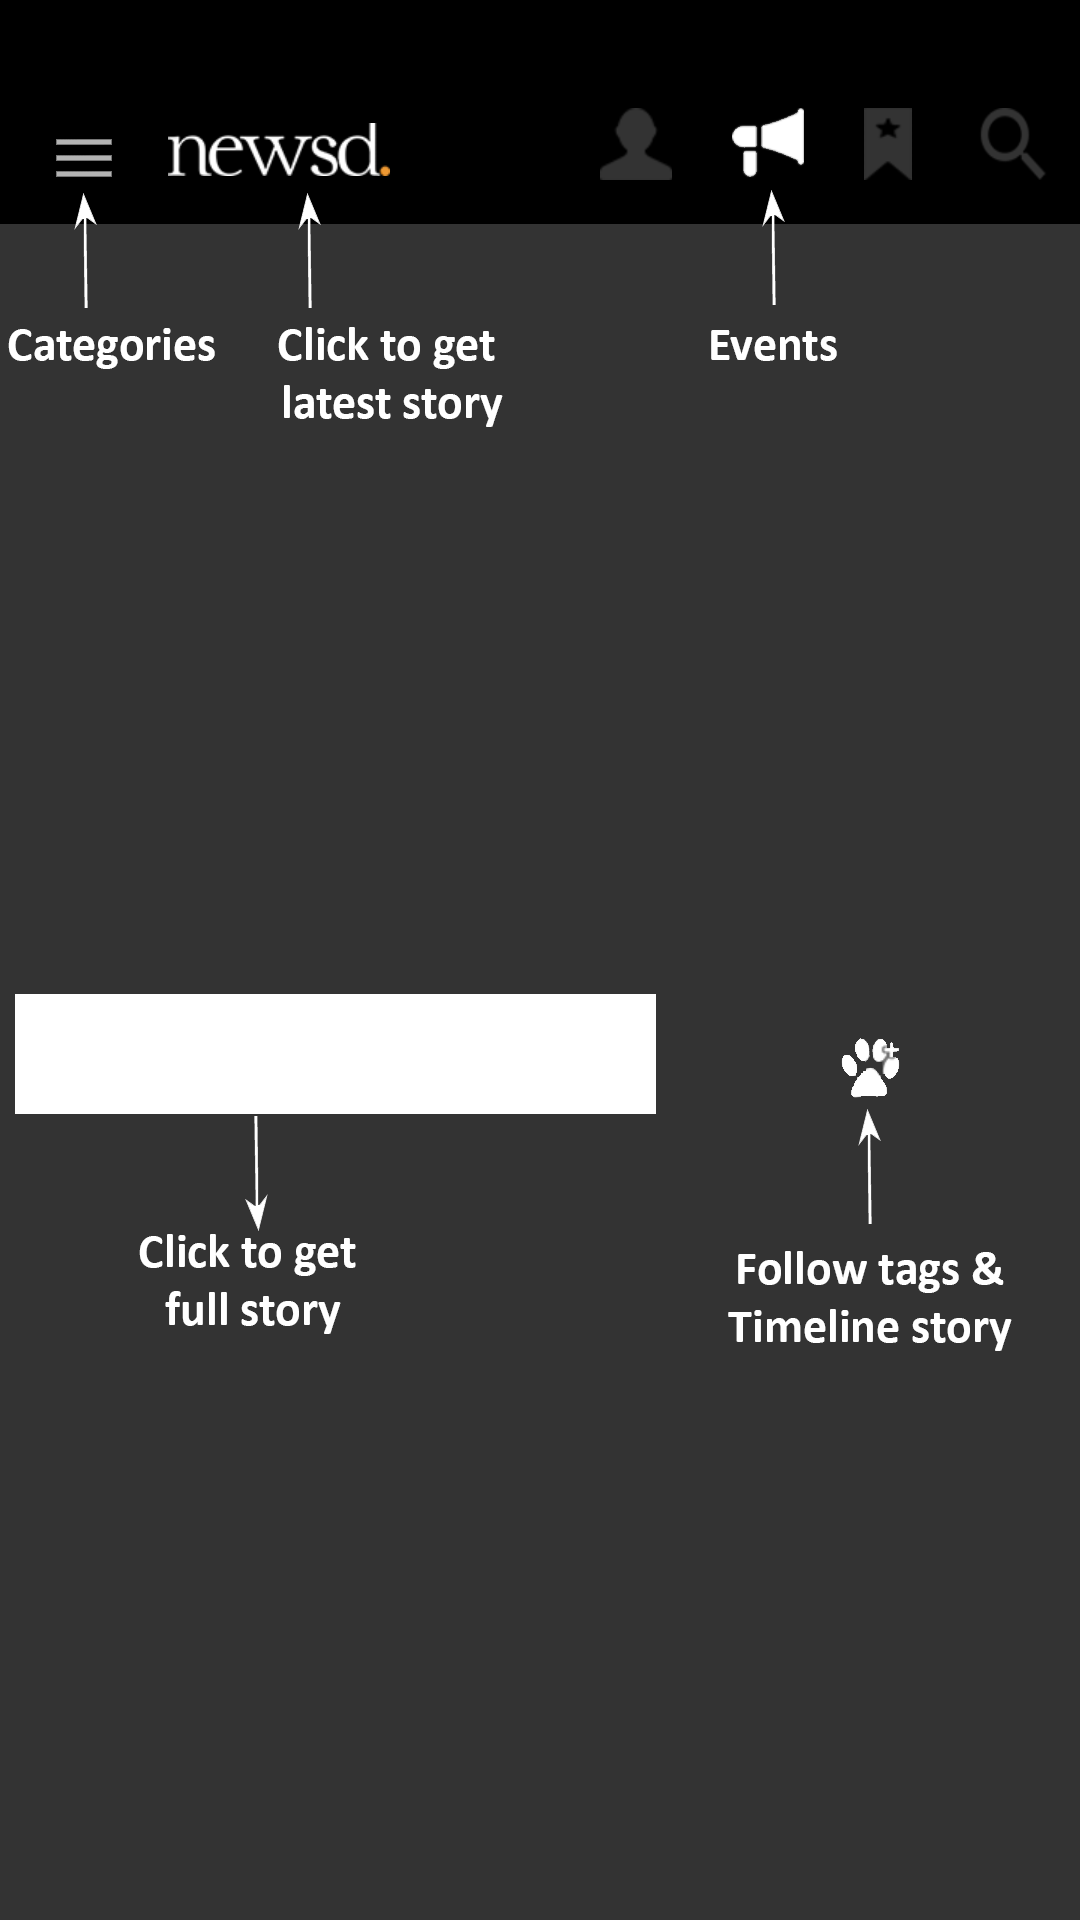 newsd.
Categories
Click to get
latest story
Events
Click to get
full story
Follow tags &
Timeline story